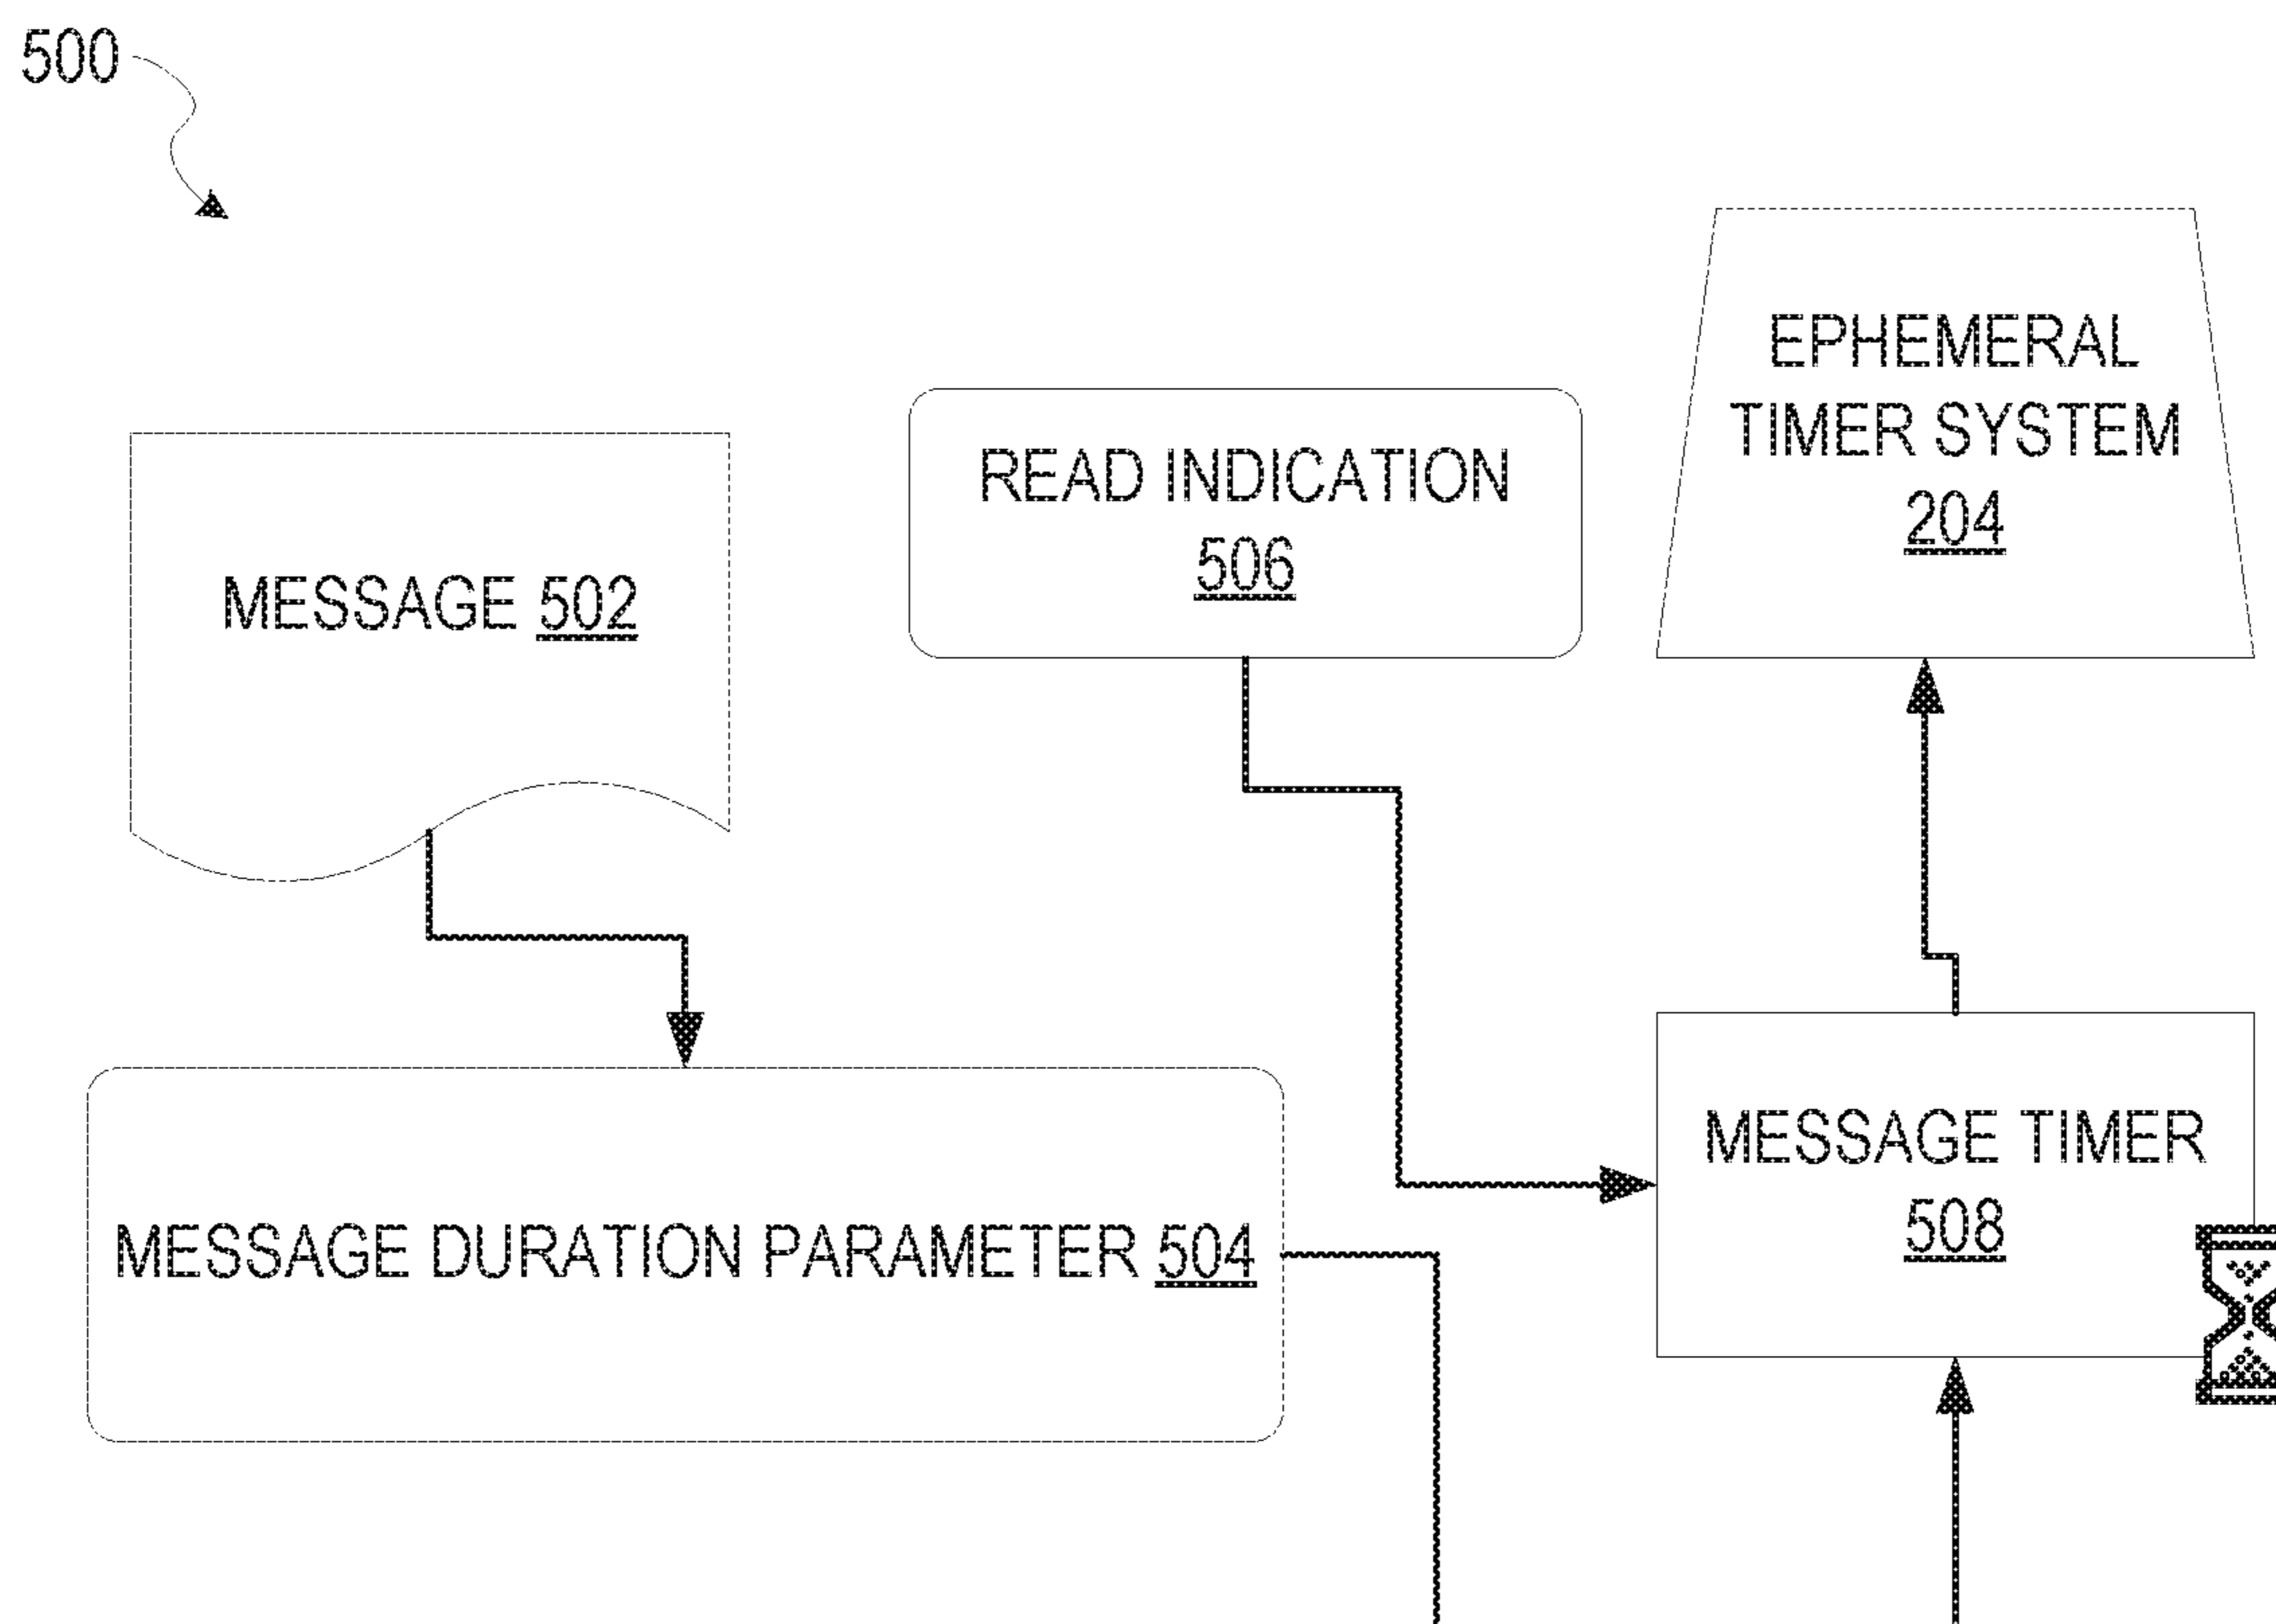 500
EPHEMERAL
TIMER SYSTEM
204
READ INDICATION
506
MESSAGE 502
MESSAGE TIMER
508
MESSAGE DURATION PARAMETER 504